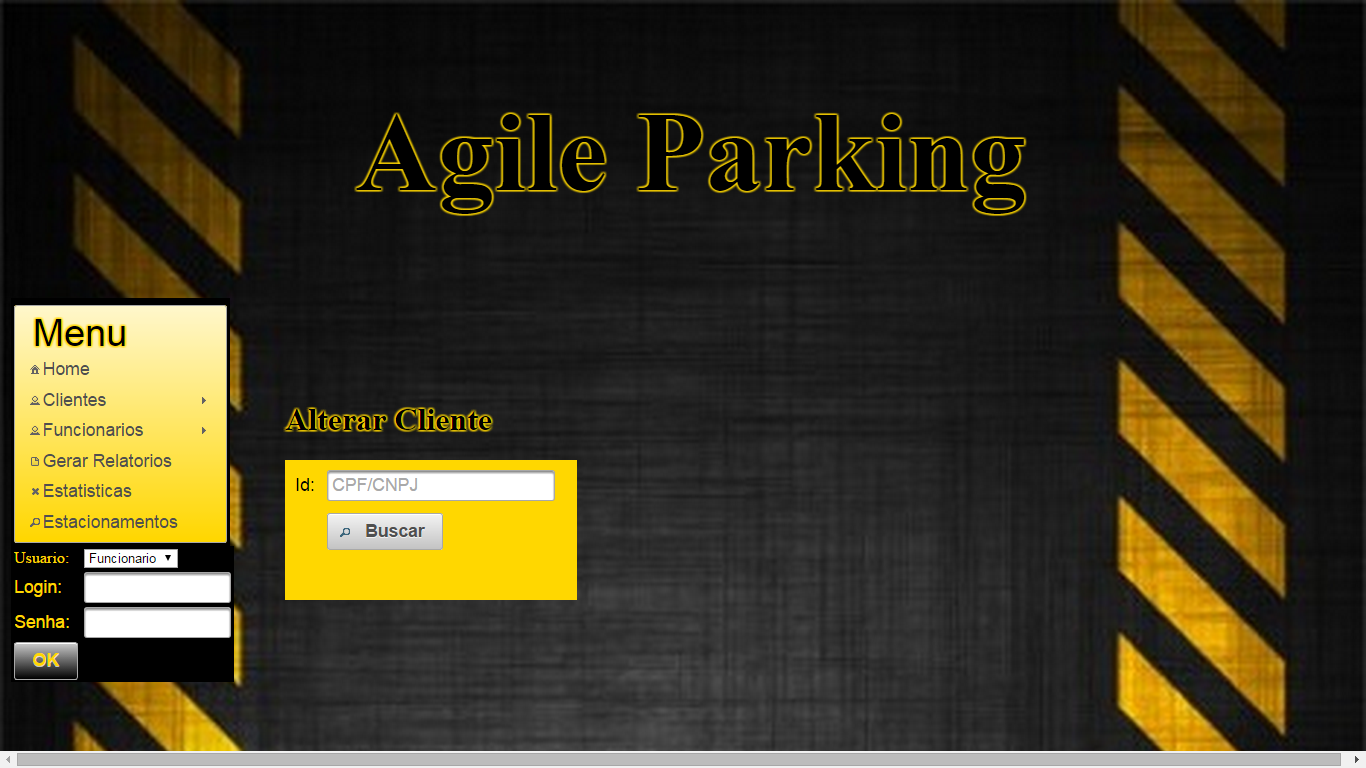 Agile Parking
Menu
Home
Clientes
Funcionarios
Gerar Relatorios
Estatisticas
Estacionamentos
Usuario: Funcionario
Login:
Senha:
OK
Alterar Cliente
Id: CPF/CNPJ
Buscar